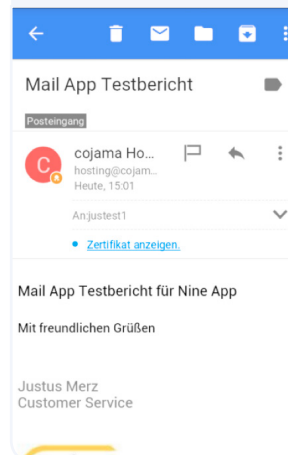 Mail App Testbericht
Posteingang
C
cojama Ho...
hosting@cojam...
Heute, 15:01
An:justest1
Zertifikat anzeigen.
Mail App Testbericht für Nine App
Mit freundlichen Grüßen
Justus Merz
Customer Service